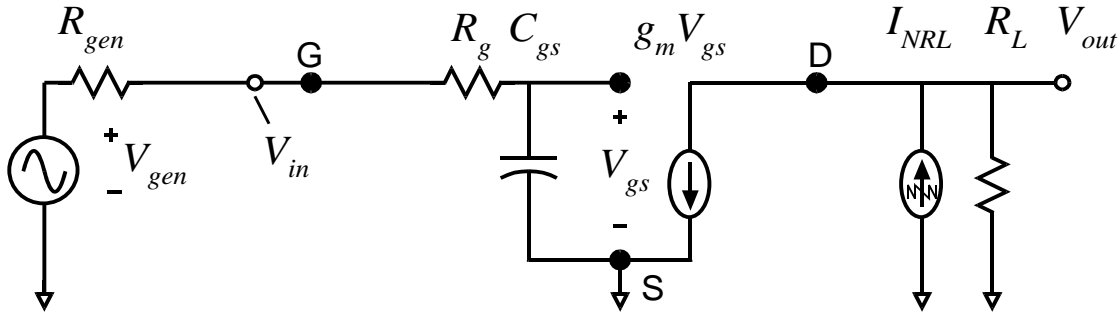 R_gen
G
R_g C_gs
g_m V_gs
D
I_NRL
R_L
V_out
+
V_gen
-
V_in
+
V_gs
-
S